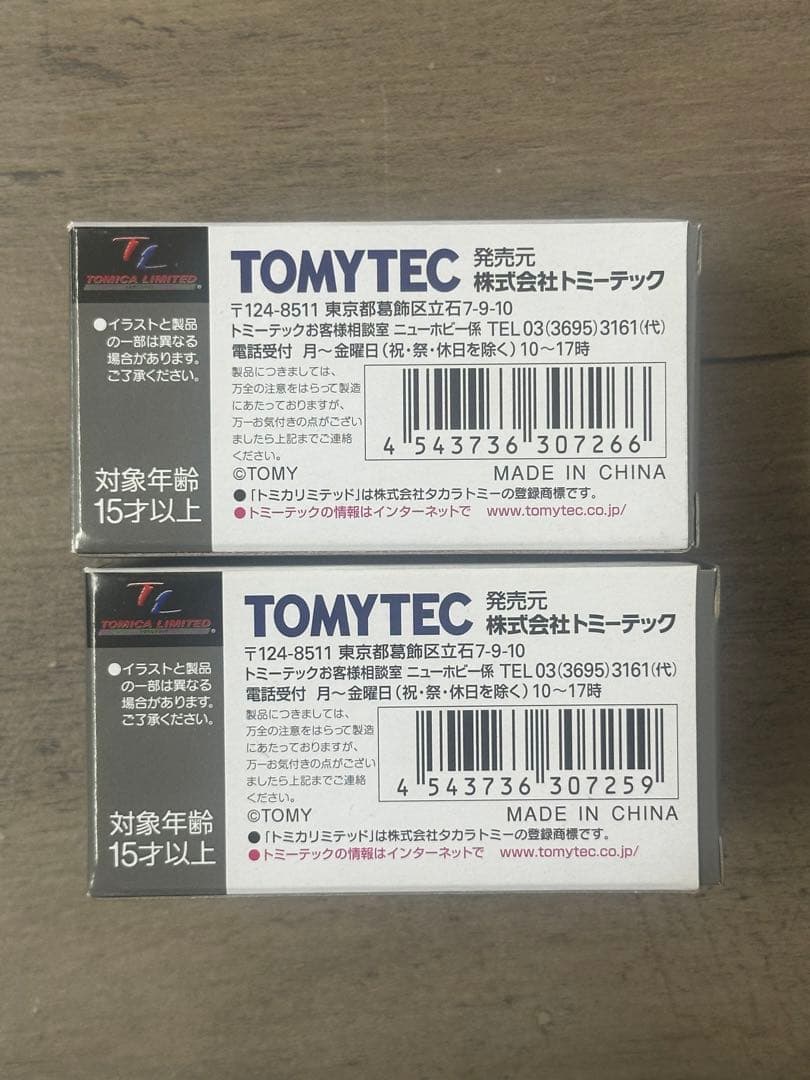 TL
TOMICA LIMITED
●イラストと製品
の一部は異なる
場合があります。
ご了承ください。
対象年齢
15才以上
TOMYTEC
発売元
株式会社トミーテック
〒124-8511 東京都葛飾区立石7-9-10
トミーテックお客様相談室 ニューホビー係 TEL 03(3695)3161(代)
電話受付 月〜金曜日(祝・祭・休日を除く)10〜17時
製品につきましては、
万全の注意をはらって製造
にあたっておりますが、
万一お気付きの点がござい
ましたら上記までご連絡
ください。
4 543736 307266
©TOMY
MADE IN CHINA
●「トミカリミテッド」は株式会社タカラトミーの登録商標です。
●トミーテックの情報はインターネットで www.tomytec.co.jp/
TL
TOMICA LIMITED
●イラストと製品
の一部は異なる
場合があります。
ご了承ください。
対象年齢
15才以上
TOMYTEC
発売元
株式会社トミーテック
〒124-8511 東京都葛飾区立石7-9-10
トミーテックお客様相談室 ニューホビー係 TEL 03(3695)3161(代)
電話受付 月〜金曜日(祝・祭・休日を除く)10〜17時
製品につきましては、
万全の注意をはらって製造
にあたっておりますが、
万一お気付きの点がござい
ましたら上記までご連絡
ください。
4 543736 307259
©TOMY
MADE IN CHINA
●「トミカリミテッド」は株式会社タカラトミーの登録商標です。
●トミーテックの情報はインターネットで www.tomytec.co.jp/